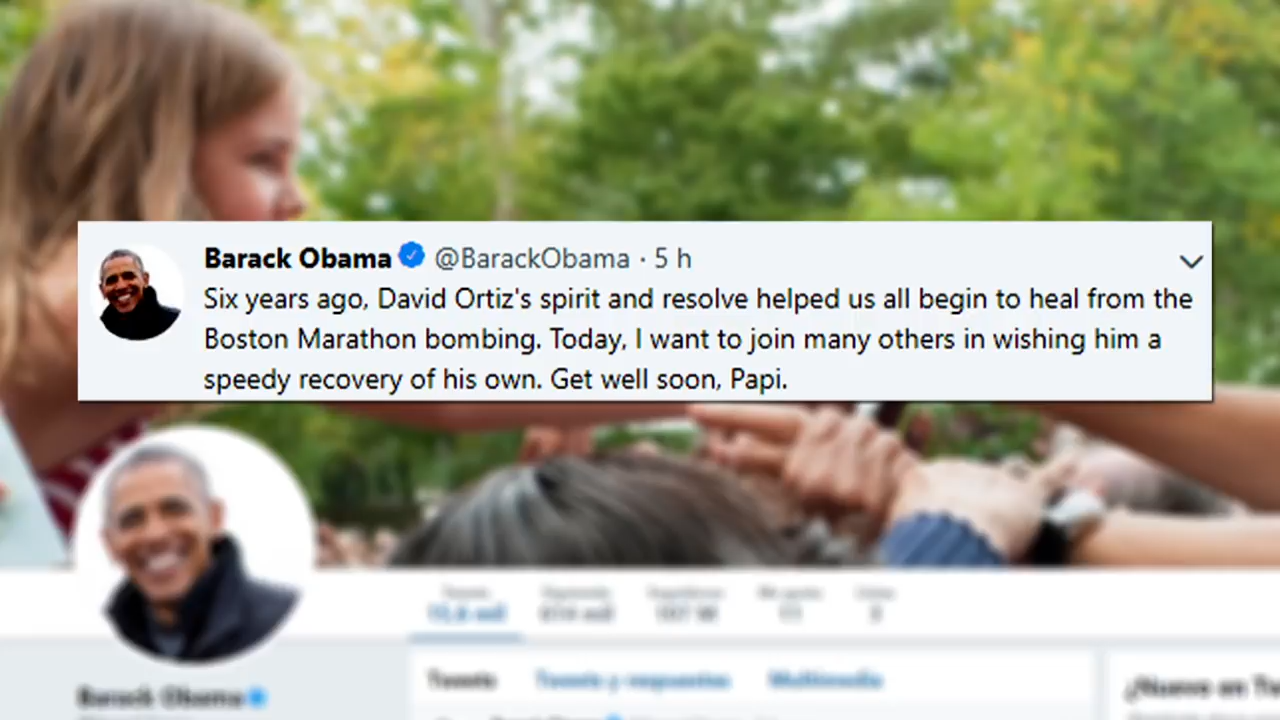 Barack Obama @BarackObama · 5 h
Six years ago, David Ortiz's spirit and resolve helped us all begin to heal from the
Boston Marathon bombing. Today, I want to join many others in wishing him a
speedy recovery of his own. Get well soon, Papi.
Tweets Tweets y respuestas Multimedia
Barack Obama
¿Nuevo en